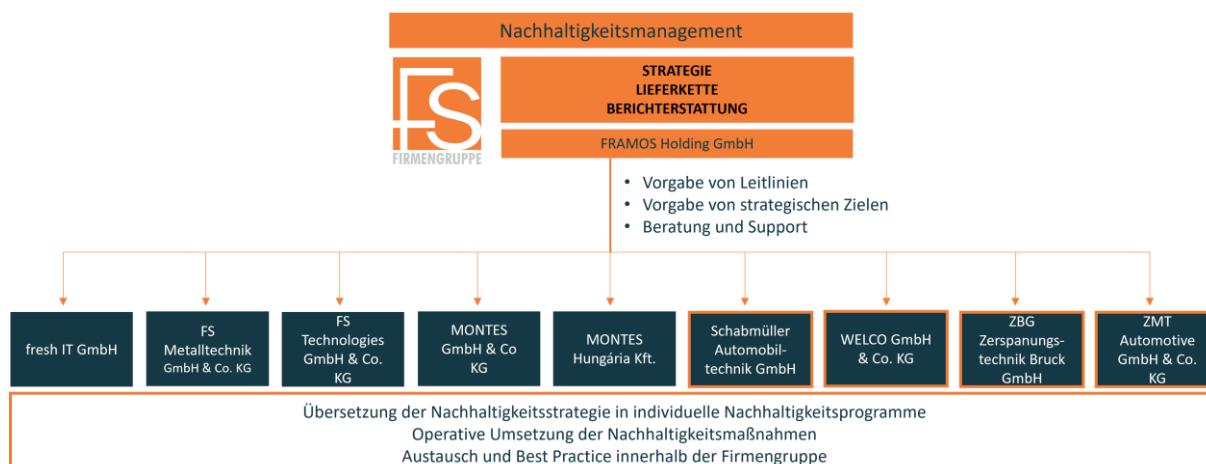 Nachhaltigkeitsmanagement
FS
FIRMENGRUPPE
STRATEGIE
LIEFERKETTE
BERICHTERSTATTUNG
FRAMOS Holding GmbH
• Vorgabe von Leitlinien
• Vorgabe von strategischen Zielen
• Beratung und Support
fresh IT GmbH
FS
Metalltechnik
GmbH & Co. KG
FS
Technologies
GmbH & Co.
KG
MONTES
GmbH & Co
KG
MONTES
Hungária Kft.
Schabmüller
Automobil-
technik GmbH
WELCO GmbH
& Co. KG
ZBG
Zerspanungs-
technik Bruck
GmbH
ZMT
Automotive
GmbH & Co.
KG
Übersetzung der Nachhaltigkeitsstrategie in individuelle Nachhaltigkeitsprogramme
Operative Umsetzung der Nachhaltigkeitsmaßnahmen
Austausch und Best Practice innerhalb der Firmengruppe